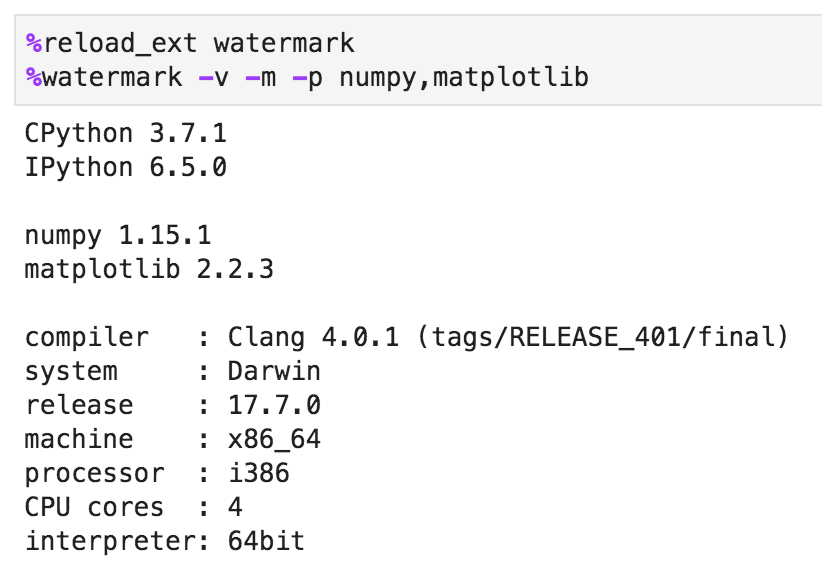 %reload_ext watermark
%watermark -v -m -p numpy,matplotlib
CPython 3.7.1
IPython 6.5.0

numpy 1.15.1
matplotlib 2.2.3

compiler   : Clang 4.0.1 (tags/RELEASE_401/final)
system     : Darwin
release    : 17.7.0
machine    : x86_64
processor  : i386
CPU cores  : 4
interpreter: 64bit